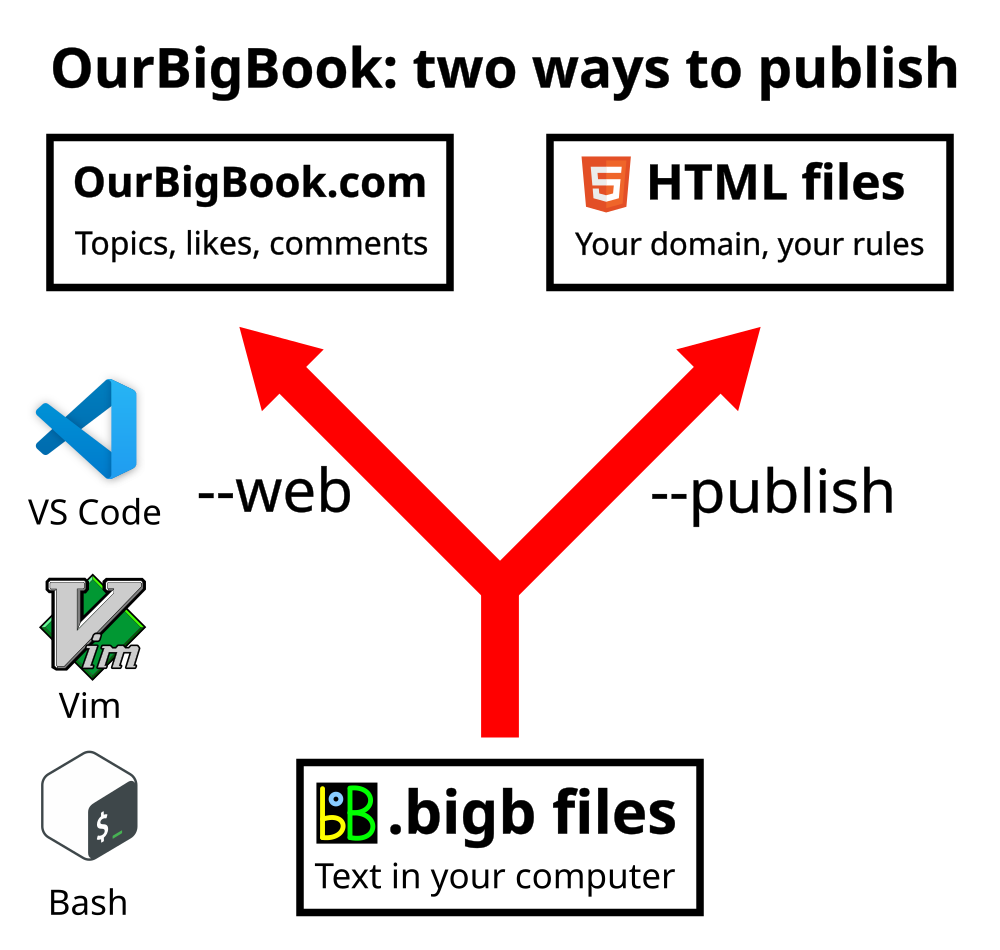 OurBigBook: two ways to publish
OurBigBook.com
Topics, likes, comments
5 HTML files
Your domain, your rules
VS Code
--web
--publish
Vim
Vim
Bash
$_
boB .bigb files
Text in your computer